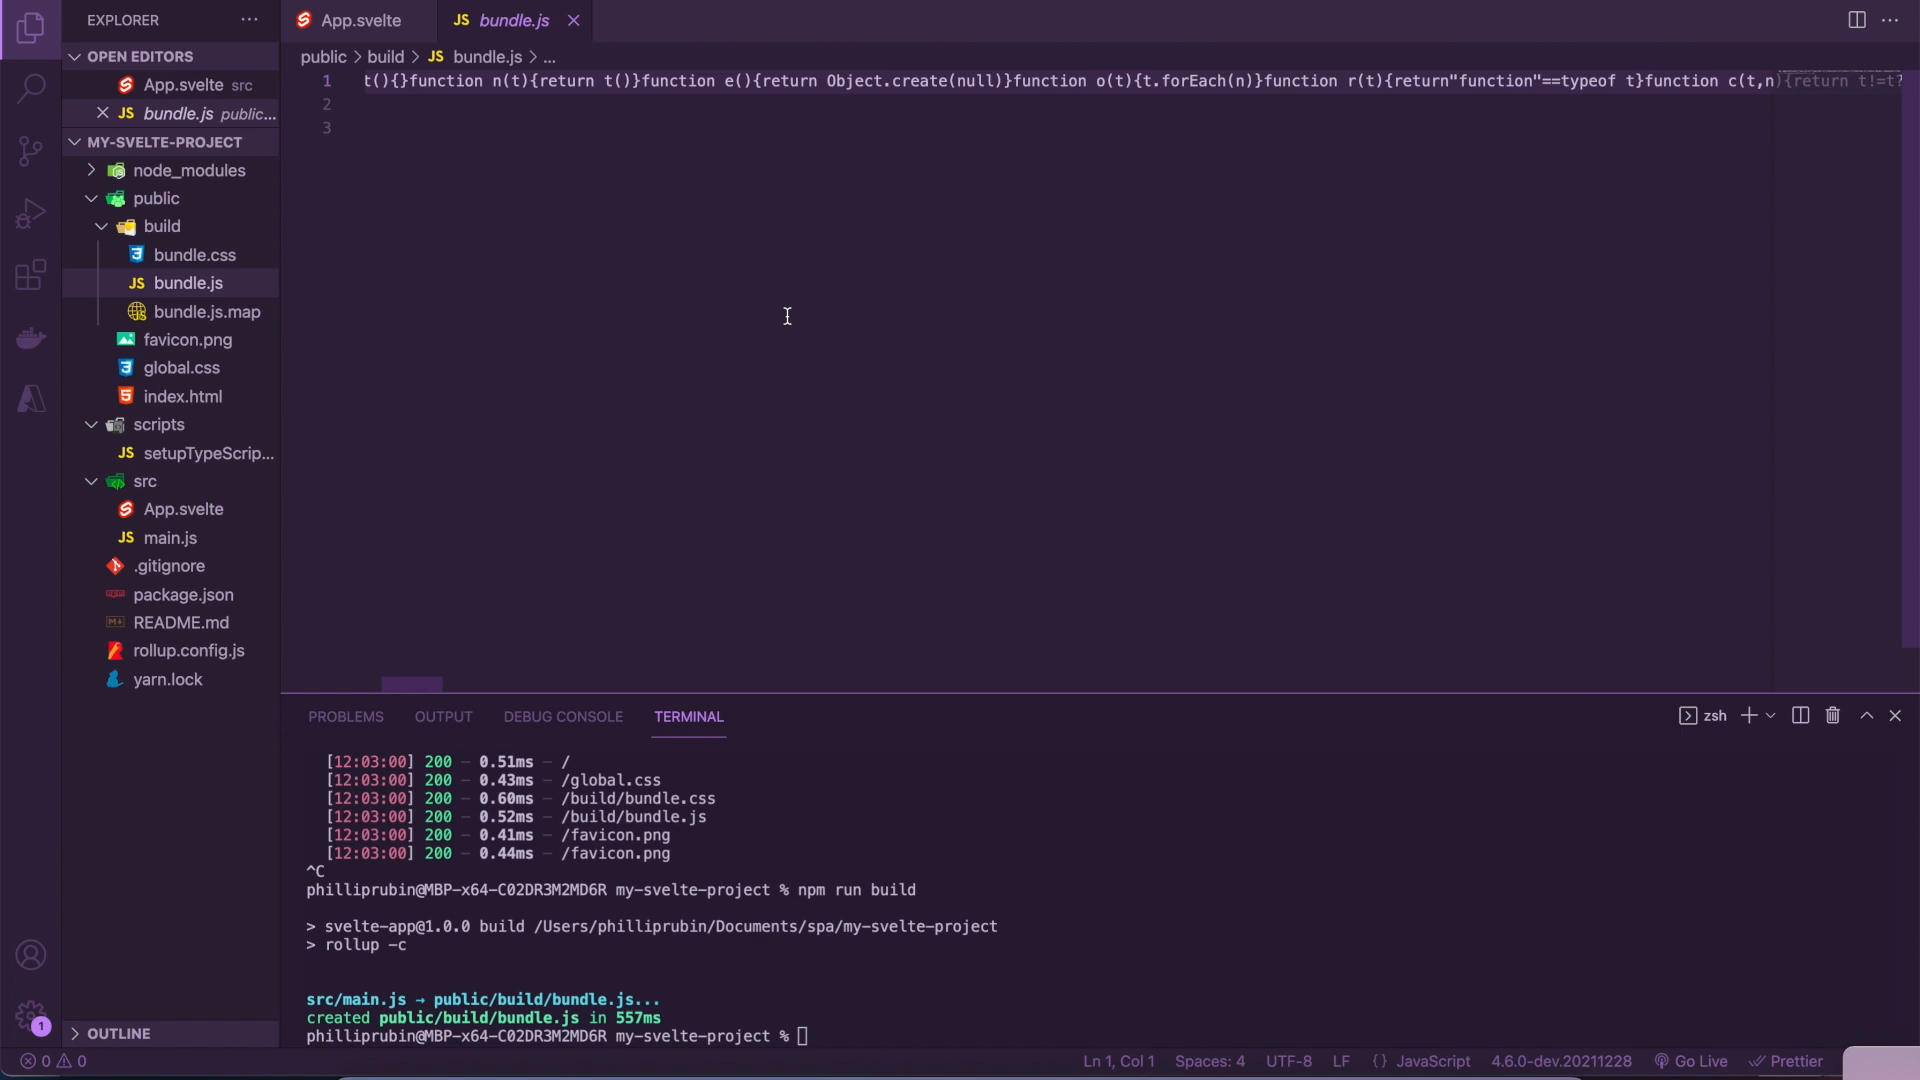 EXPLORER
OPEN EDITORS
App.svelte src
JS bundle.js public...
MY-SVELTE-PROJECT
node_modules
public
build
bundle.css
JS bundle.js
bundle.js.map
favicon.png
global.css
index.html
scripts
JS setupTypeScrip...
src
App.svelte
JS main.js
.gitignore
package.json
README.md
rollup.config.js
yarn.lock
OUTLINE
App.svelte
JS bundle.js
public > build > JS bundle.js > ...
1 t(){}function n(t){return t()}function e(){return Object.create(null)}function o(t){t.forEach(n)}function r(t){return"function"==typeof t}function c(t,n){return t!=t?
2
3
PROBLEMS OUTPUT DEBUG CONSOLE TERMINAL
zsh
[12:03:00] 200 — 0.51ms — /
[12:03:00] 200 — 0.43ms — /global.css
[12:03:00] 200 — 0.60ms — /build/bundle.css
[12:03:00] 200 — 0.52ms — /build/bundle.js
[12:03:00] 200 — 0.41ms — /favicon.png
[12:03:00] 200 — 0.44ms — /favicon.png
^C
philliprubin@MBP-x64-C02DR3M2MD6R my-svelte-project % npm run build
> svelte-app@1.0.0 build /Users/philliprubin/Documents/spa/my-svelte-project
> rollup -c
src/main.js → public/build/bundle.js...
created public/build/bundle.js in 557ms
philliprubin@MBP-x64-C02DR3M2MD6R my-svelte-project %
1
0 0
Ln 1, Col 1 Spaces: 4 UTF-8 LF {} JavaScript 4.6.0-dev.20211228 Go Live Prettier